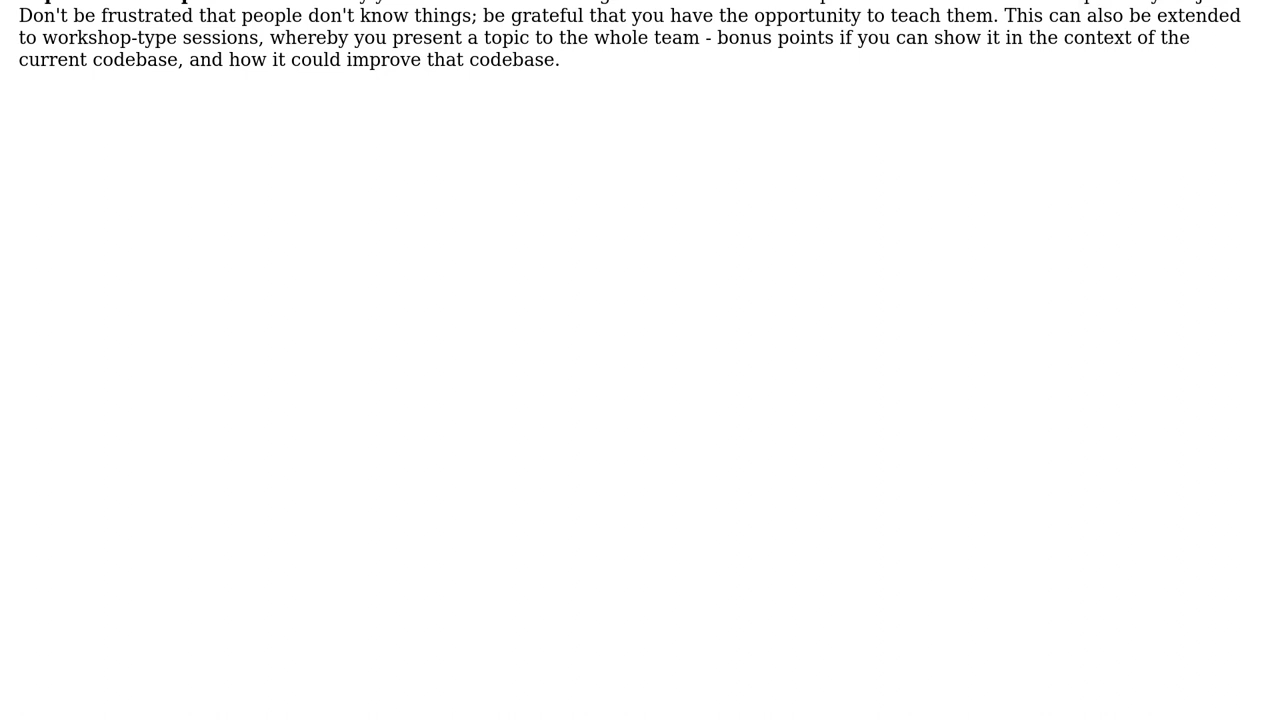 Don't be frustrated that people don't know things; be grateful that you have the opportunity to teach them. This can also be extended
to workshop-type sessions, whereby you present a topic to the whole team - bonus points if you can show it in the context of the
current codebase, and how it could improve that codebase.